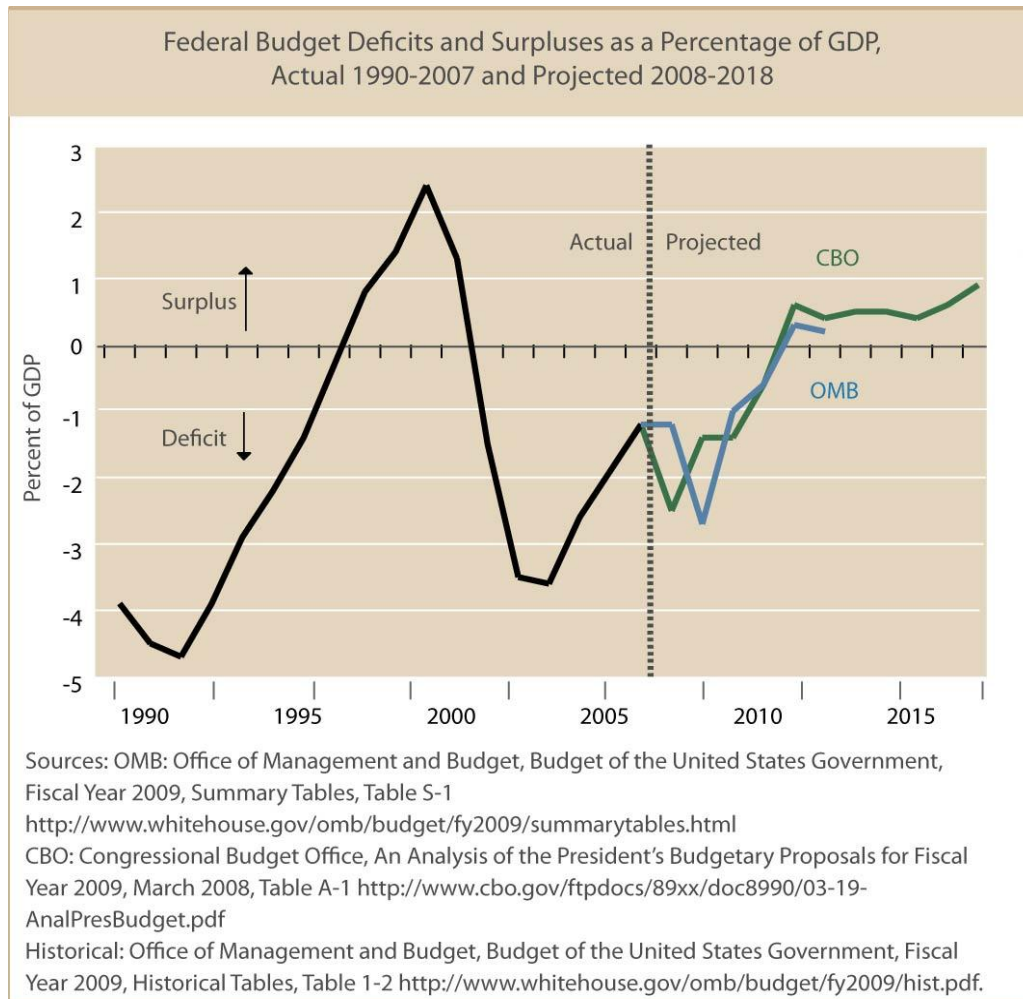 Federal Budget Deficits and Surpluses as a Percentage of GDP,
Actual 1990-2007 and Projected 2008-2018
3
2
1
0
-1
-2
-3
-4
-5
Percent of GDP
Surplus
Deficit
Actual
Projected
CBO
OMB
1990
1995
2000
2005
2010
2015
Sources: OMB: Office of Management and Budget, Budget of the United States Government,
Fiscal Year 2009, Summary Tables, Table S-1
http://www.whitehouse.gov/omb/budget/fy2009/summarytables.html
CBO: Congressional Budget Office, An Analysis of the President’s Budgetary Proposals for Fiscal
Year 2009, March 2008, Table A-1 http://www.cbo.gov/ftpdocs/89xx/doc8990/03-19-
AnalPresBudget.pdf
Historical: Office of Management and Budget, Budget of the United States Government, Fiscal
Year 2009, Historical Tables, Table 1-2 http://www.whitehouse.gov/omb/budget/fy2009/hist.pdf.